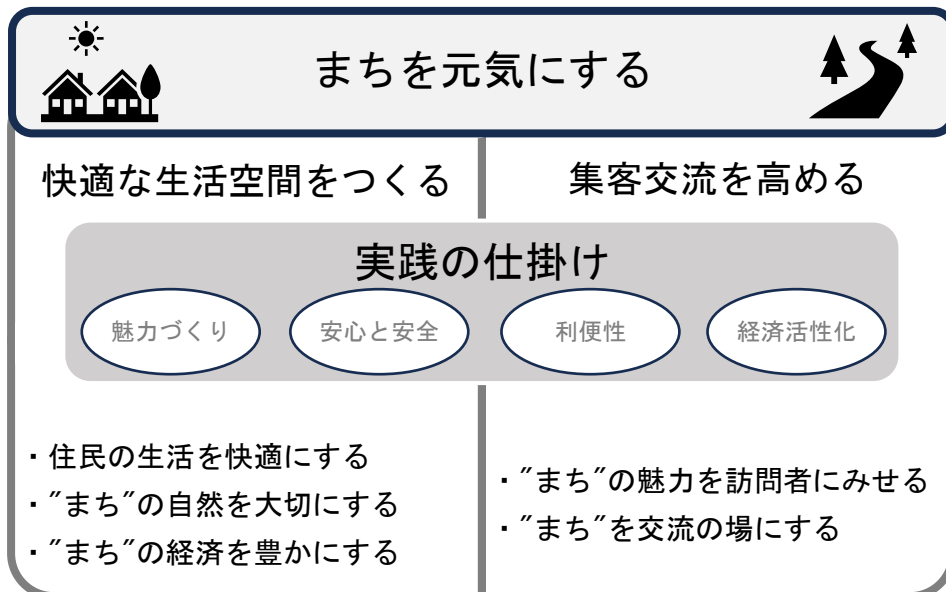 まちを元気にする
快適な生活空間をつくる
集客交流を高める
実践の仕掛け
魅力づくり
安心と安全
利便性
経済活性化
・住民の生活を快適にする
・″まち″の自然を大切にする
・″まち″の経済を豊かにする
・″まち″の魅力を訪問者にみせる
・″まち″を交流の場にする